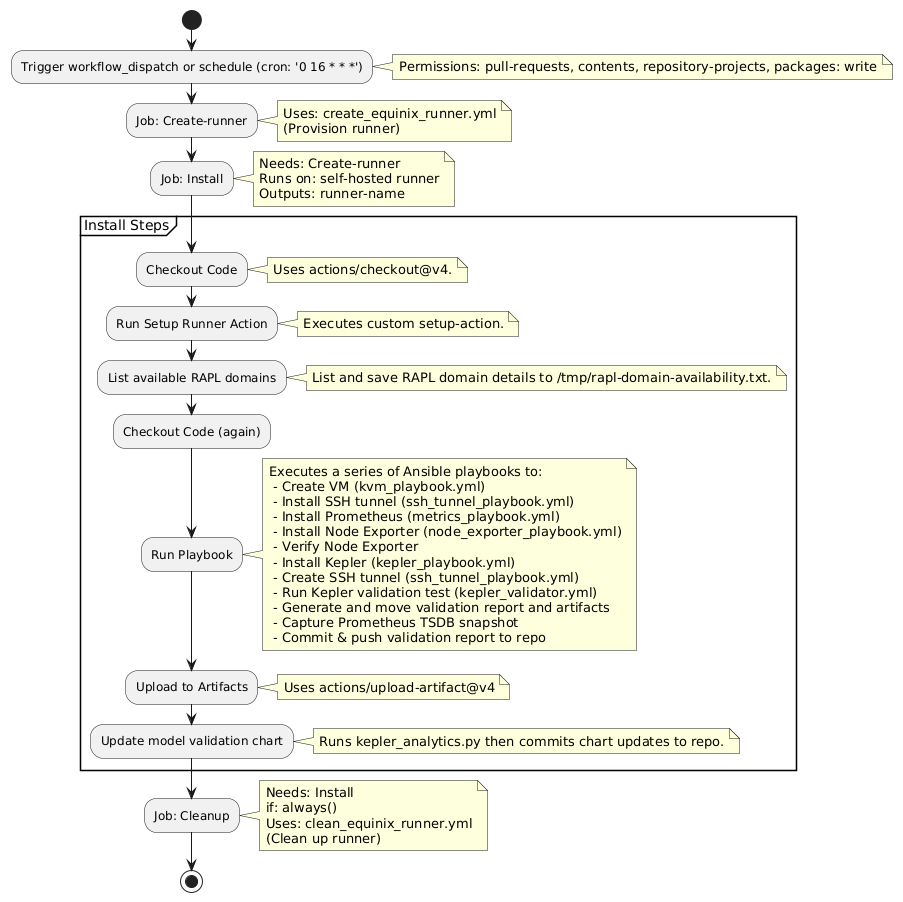 Trigger workflow_dispatch or schedule (cron: '0 16 * * *')
Permissions: pull-requests, contents, repository-projects, packages: write
Job: Create-runner
Uses: create_equinix_runner.yml
(Provision runner)
Job: Install
Needs: Create-runner
Runs on: self-hosted runner
Outputs: runner-name
Install Steps
Checkout Code
Uses actions/checkout@v4.
Run Setup Runner Action
Executes custom setup-action.
List available RAPL domains
List and save RAPL domain details to /tmp/rapl-domain-availability.txt.
Checkout Code (again)
Run Playbook
Executes a series of Ansible playbooks to:
- Create VM (kvm_playbook.yml)
- Install SSH tunnel (ssh_tunnel_playbook.yml)
- Install Prometheus (metrics_playbook.yml)
- Install Node Exporter (node_exporter_playbook.yml)
- Verify Node Exporter
- Install Kepler (kepler_playbook.yml)
- Create SSH tunnel (ssh_tunnel_playbook.yml)
- Run Kepler validation test (kepler_validator.yml)
- Generate and move validation report and artifacts
- Capture Prometheus TSDB snapshot
- Commit & push validation report to repo
Upload to Artifacts
Uses actions/upload-artifact@v4
Update model validation chart
Runs kepler_analytics.py then commits chart updates to repo.
Job: Cleanup
Needs: Install
if: always()
Uses: clean_equinix_runner.yml
(Clean up runner)